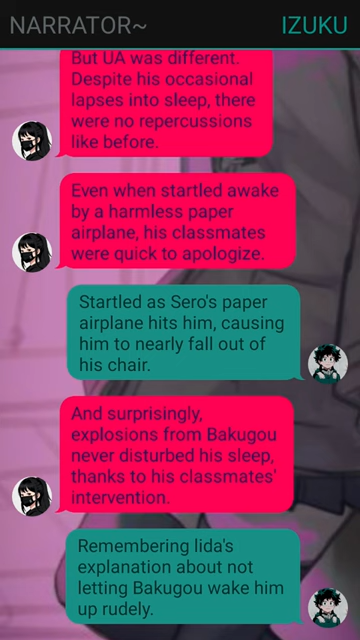 NARRATOR~
IZUKU
But UA was different.
Despite his occasional
lapses into sleep, there
were no repercussions
like before.
Even when startled awake
by a harmless paper
airplane, his classmates
were quick to apologize.
Startled as Sero's paper
airplane hits him, causing
him to nearly fall out of
his chair.
And surprisingly,
explosions from Bakugou
never disturbed his sleep,
thanks to his classmates'
intervention.
Remembering Iida's
explanation about not
letting Bakugou wake him
up rudely.